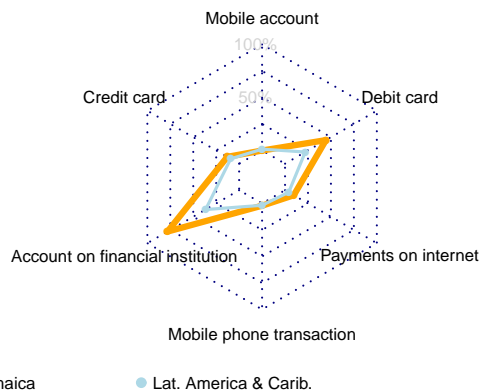 Mobile account
100%
Credit card
50%
Debit card
Account on financial institution
Payments on internet
Mobile phone transaction
Lat. America & Carib.